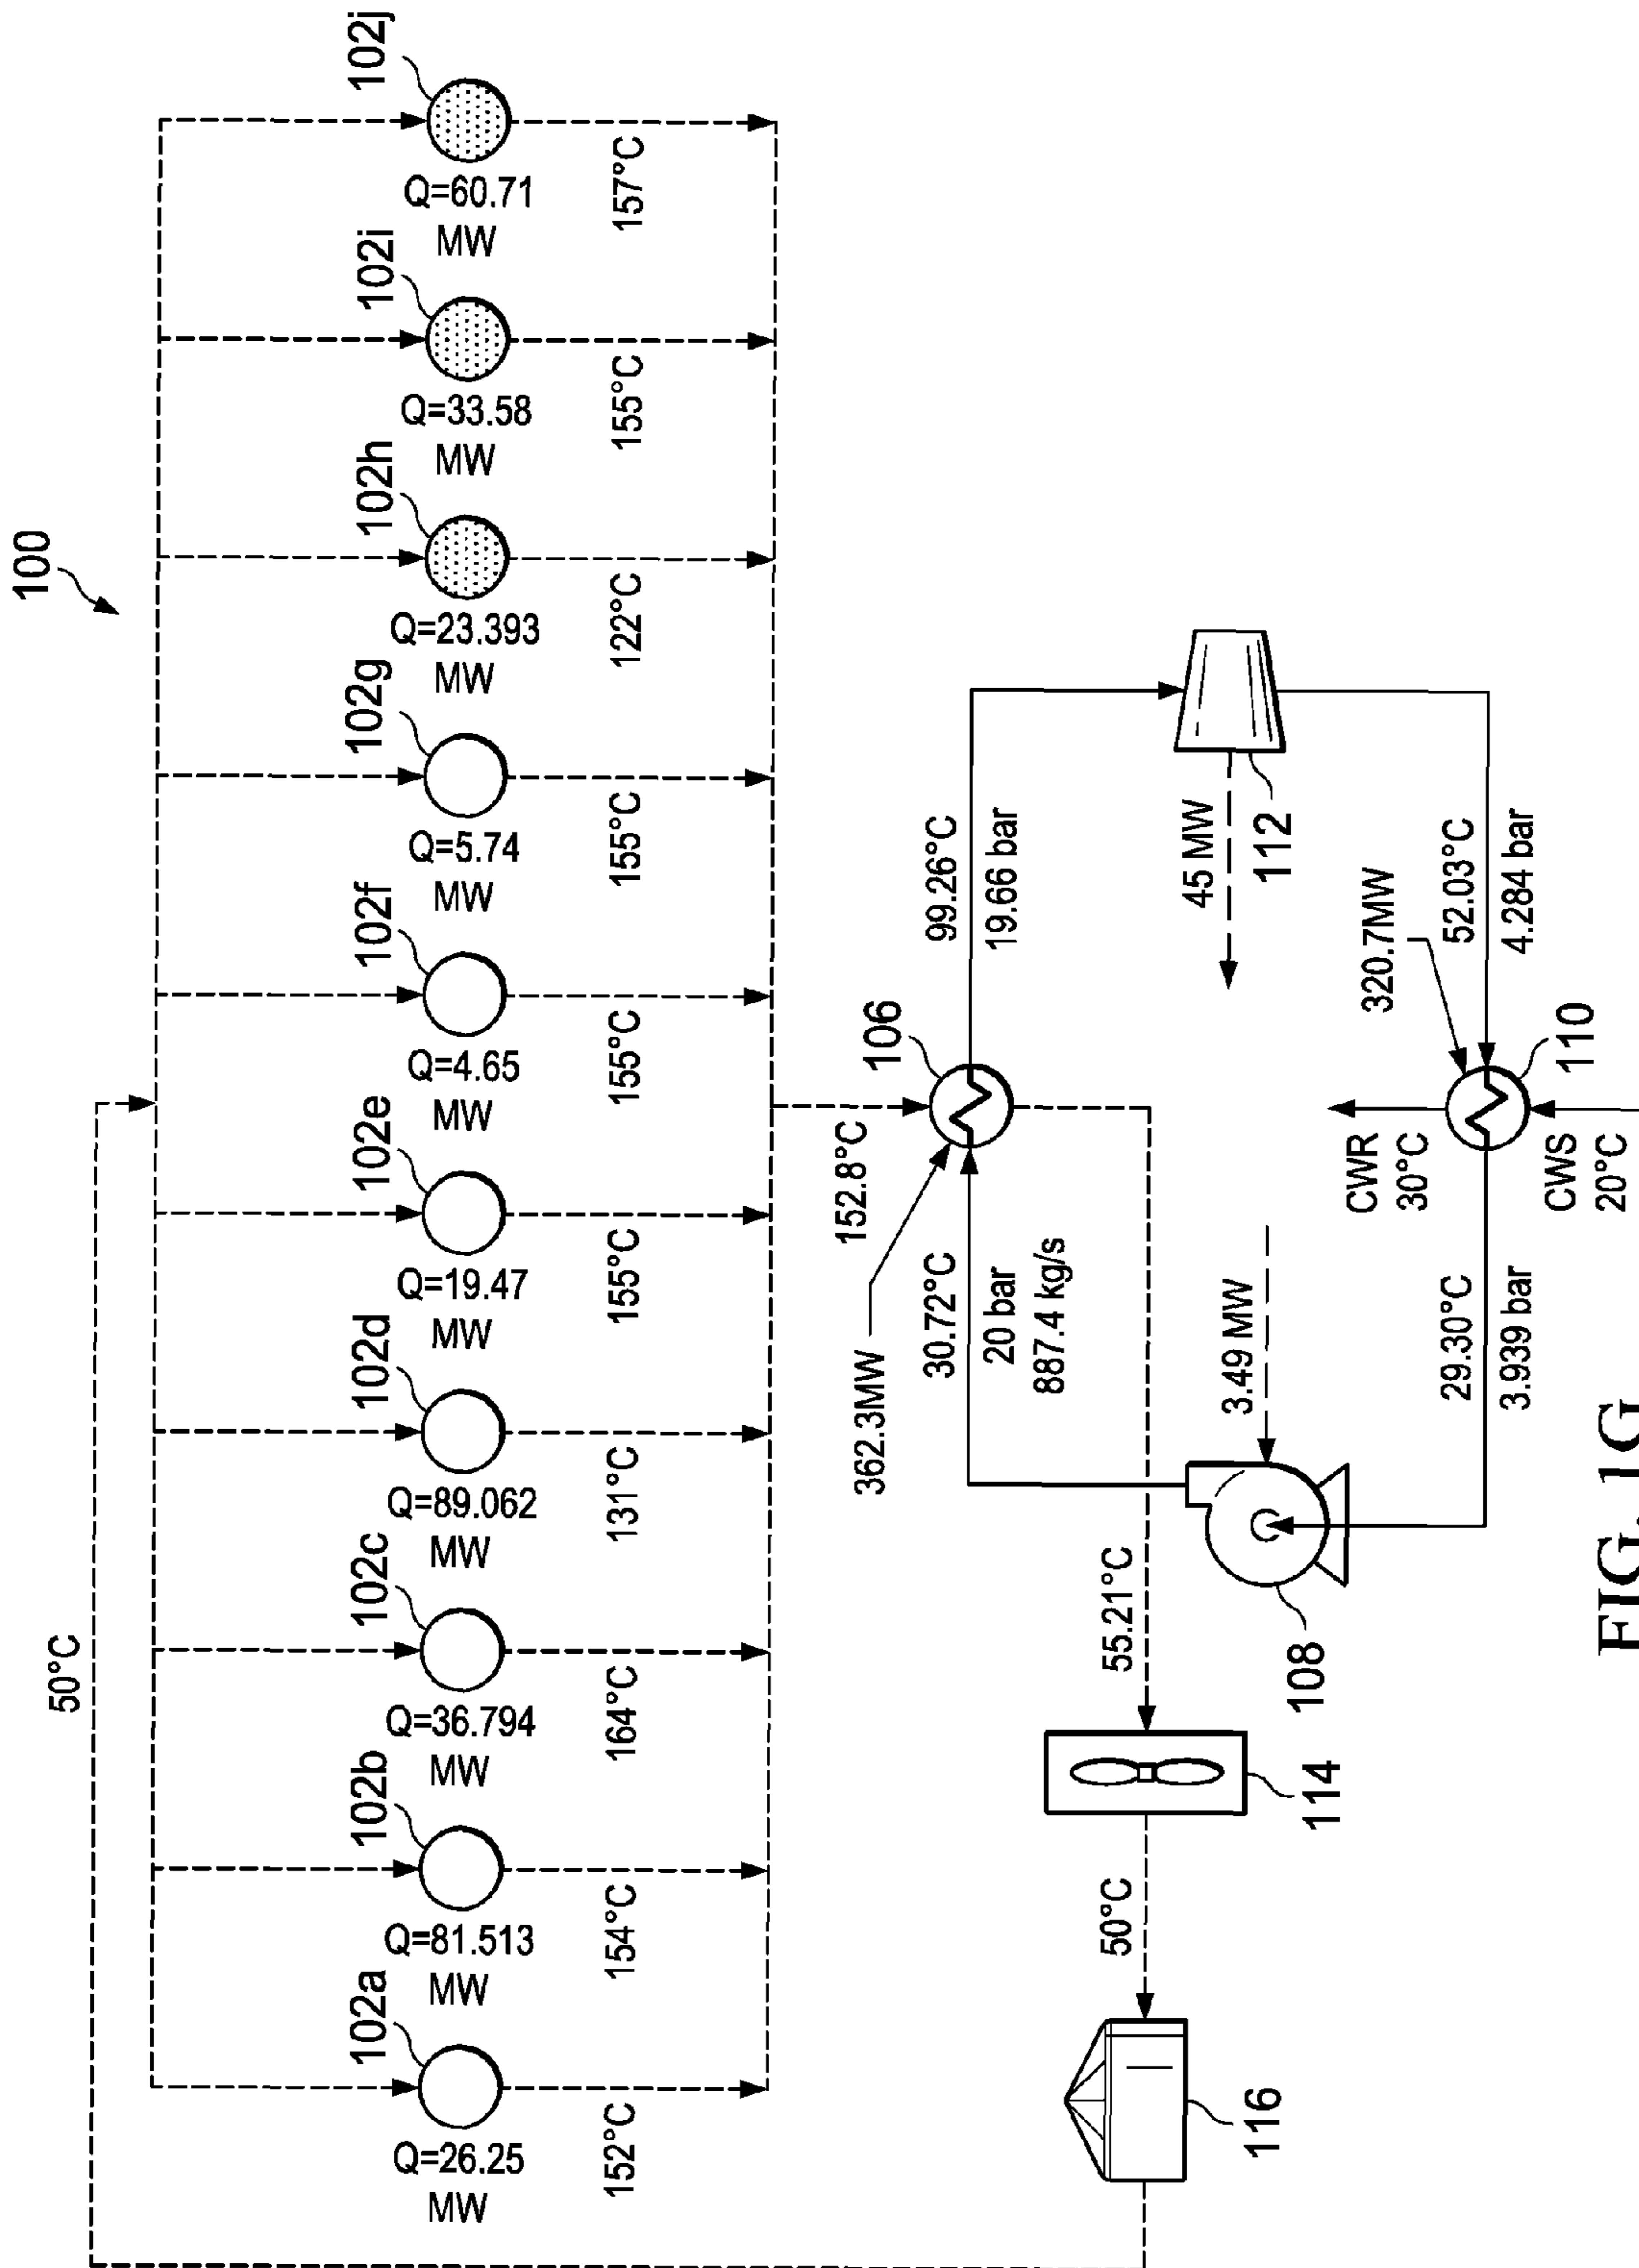 100
50°C
102a
Q=26.25
MW
152°C
102b
Q=81.513
MW
154°C
102c
Q=36.794
MW
164°C
102d
Q=89.062
MW
131°C
102e
Q=19.47
MW
155°C
102f
Q=4.65
MW
155°C
102g
Q=5.74
MW
155°C
102h
Q=23.393
MW
122°C
102i
Q=33.58
MW
155°C
102j
Q=60.71
MW
157°C
152.8°C
106
362.3MW
30.72°C
20 bar
887.4 kg/s
99.26°C
19.66 bar
45 MW
112
52.03°C
4.284 bar
320.7MW
110
CWR
30°C
CWS
20°C
29.30°C
3.939 bar
3.49 MW
108
55.21°C
114
50°C
116
FIG. 1G